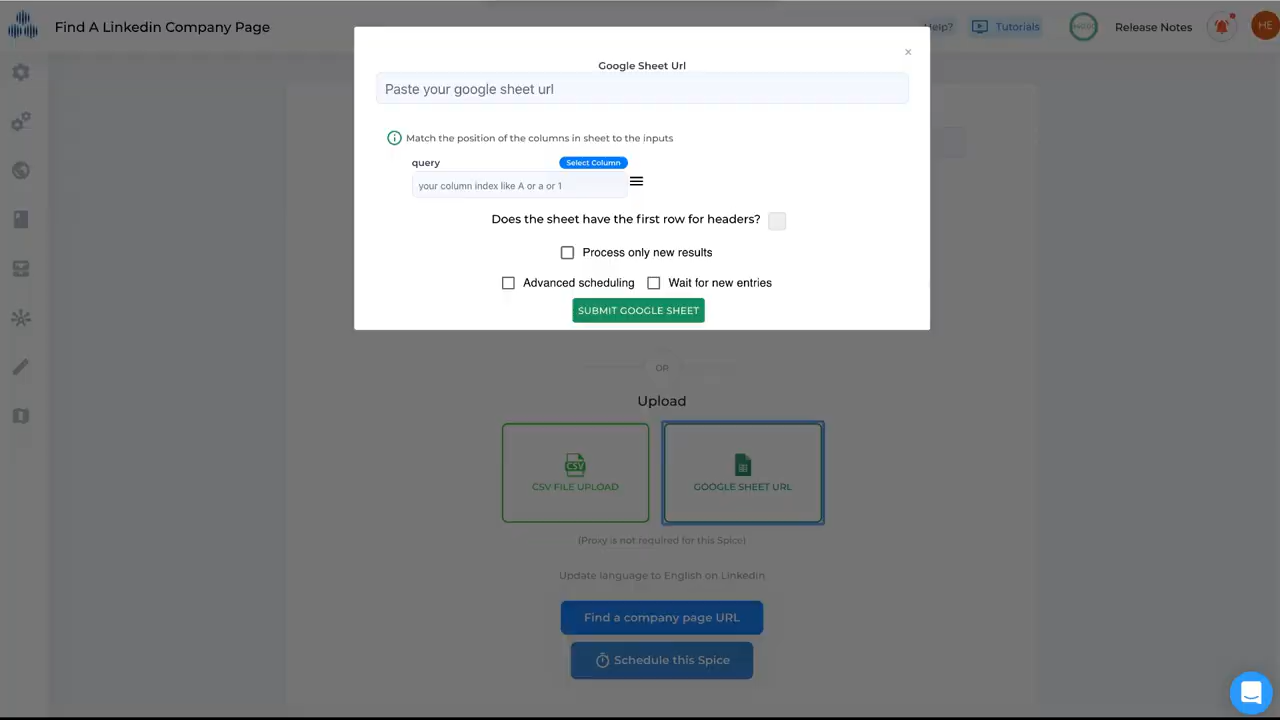 Find A Linkedin Company Page
Help?
Tutorials
Release Notes
HE
×
Google Sheet Url
Paste your google sheet url
Match the position of the columns in sheet to the inputs
query
Select Column
your column index like A or a or 1
Does the sheet have the first row for headers?
Process only new results
Advanced scheduling
Wait for new entries
SUBMIT GOOGLE SHEET
OR
Upload
CSV
CSV FILE UPLOAD
GOOGLE SHEET URL
(Proxy is not required for this Spice)
Update language to English on Linkedin
Find a company page URL
Schedule this Spice